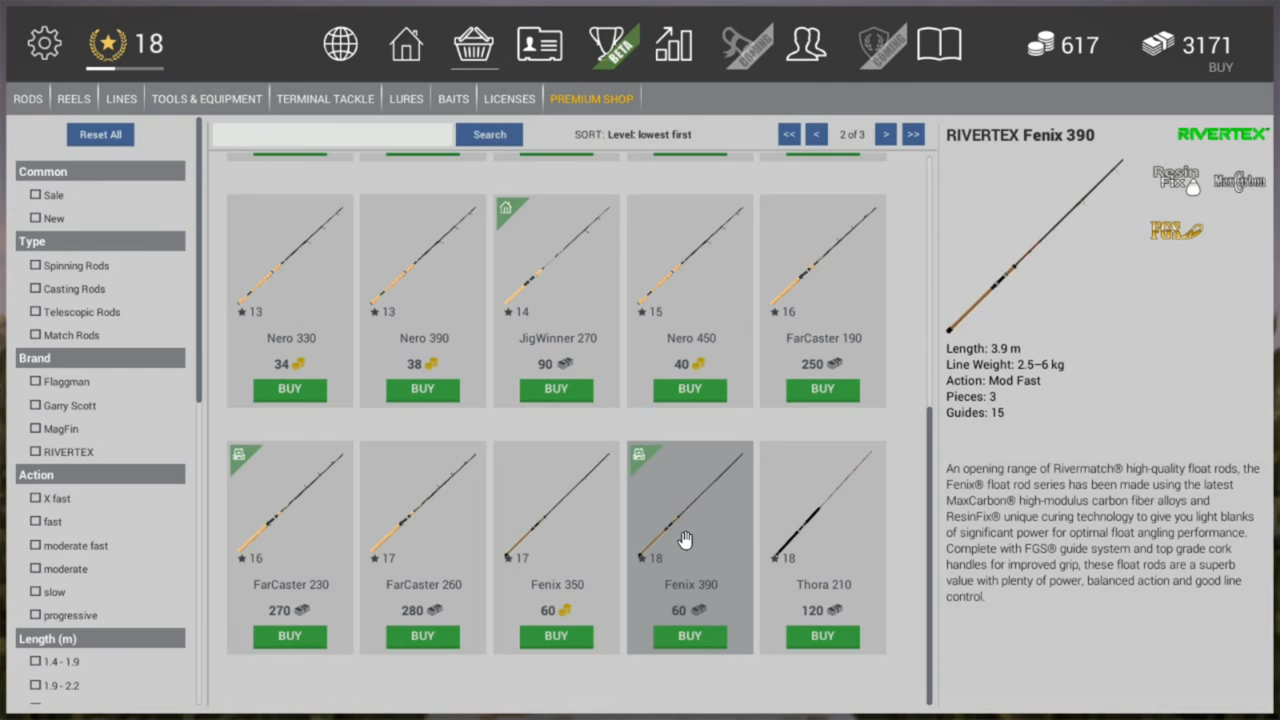 18
BETA
COMING
COMING
617
3171
BUY
RODS
REELS
LINES
TOOLS & EQUIPMENT
TERMINAL TACKLE
LURES
BAITS
LICENSES
PREMIUM SHOP
Reset All
Search
SORT: Level: lowest first
<<
<
2 of 3
>
>>
Common
Sale
New
Type
Spinning Rods
Casting Rods
Telescopic Rods
Match Rods
Brand
Flaggman
Garry Scott
MagFin
RIVERTEX
Action
X fast
fast
moderate fast
moderate
slow
progressive
Length (m)
1.4 - 1.9
1.9 - 2.2
13
Nero 330
34
BUY
13
Nero 390
38
BUY
14
JigWinner 270
90
BUY
15
Nero 450
40
BUY
16
FarCaster 190
250
BUY
16
FarCaster 230
270
BUY
17
FarCaster 260
280
BUY
17
Fenix 350
60
BUY
18
Fenix 390
60
BUY
18
Thora 210
120
BUY
RIVERTEX Fenix 390
RIVERTEX
Resin Fix
MaxCarbon
FGS
Length: 3.9 m
Line Weight: 2.5–6 kg
Action: Mod Fast
Pieces: 3
Guides: 15
An opening range of Rivermatch® high-quality float rods, the
Fenix® float rod series has been made using the latest
MaxCarbon® high-modulus carbon fiber alloys and
ResinFix® unique curing technology to give you light blanks
of significant power for optimal float angling performance.
Complete with FGS® guide system and top grade cork
handles for improved grip, these float rods are a superb
value with plenty of power, balanced action and good line
control.